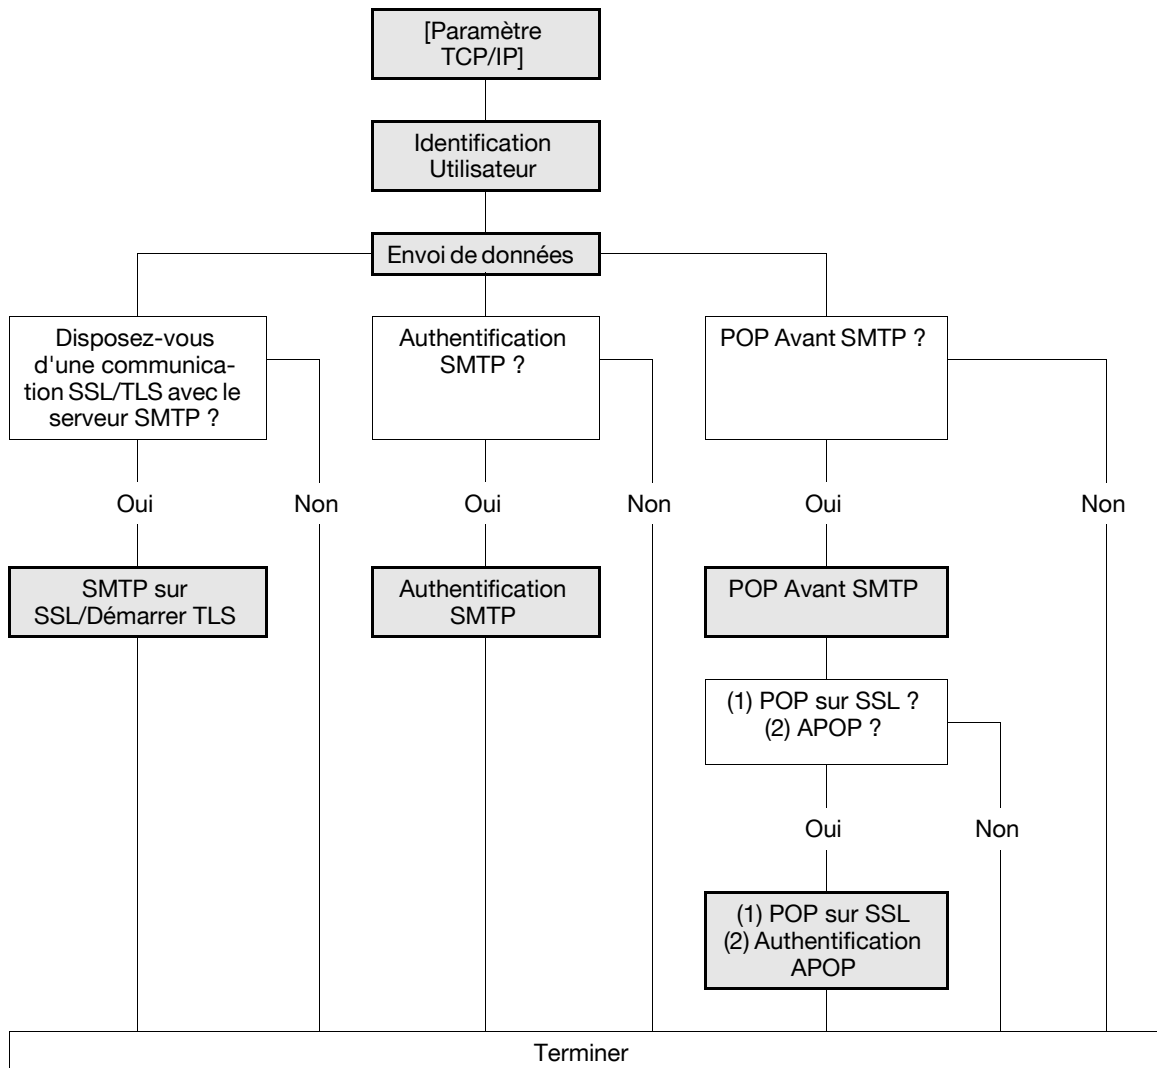 [Paramètre
TCP/IP]
Identification
Utilisateur
Envoi de données
Disposez-vous
d'une communica-
tion SSL/TLS avec le
serveur SMTP ?
Authentification
SMTP ?
POP Avant SMTP ?
Oui
Non
Oui
Non
Oui
Non
SMTP sur
SSL/Démarrer TLS
Authentification
SMTP
POP Avant SMTP
(1) POP sur SSL ?
(2) APOP ?
Oui
Non
(1) POP sur SSL
(2) Authentification
APOP
Terminer